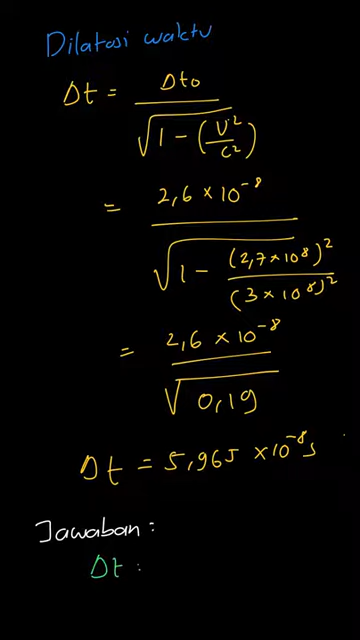 Dilatasi waktu
Δt = Δto / √(1 - (v²/c²))
= 2,6 × 10⁻⁸ / √(1 - (2,7 × 10⁸)²/(3 × 10⁸)²)
= 2,6 × 10⁻⁸ / √0,19
Δt = 5,965 × 10⁻⁸ s
Jawaban :
Δt :